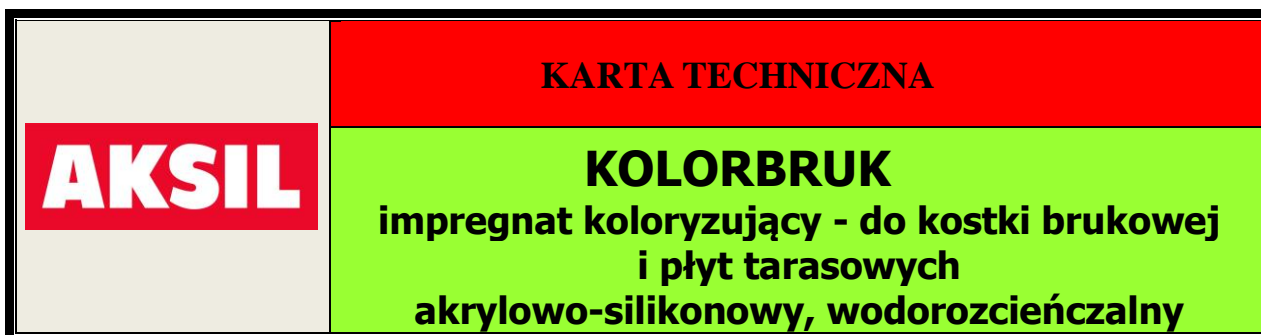 AKSIL
KARTA TECHNICZNA
KOLORBRUK
impregnat koloryzujący - do kostki brukowej
i płyt tarasowych
akrylowo-silikonowy, wodorozcieńczalny